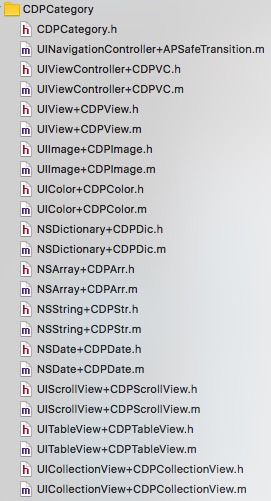 CDPCategory
h CDPCategory.h
m UINavigationController+APSafeTransition.m
h UIViewController+CDPVC.h
m UIViewController+CDPVC.m
h UIView+CDPView.h
m UIView+CDPView.m
h UIImage+CDPImage.h
m UIImage+CDPImage.m
h UIColor+CDPColor.h
m UIColor+CDPColor.m
h NSDictionary+CDPDic.h
m NSDictionary+CDPDic.m
h NSArray+CDPArr.h
m NSArray+CDPArr.m
h NSString+CDPStr.h
m NSString+CDPStr.m
h NSDate+CDPDate.h
m NSDate+CDPDate.m
h UIScrollView+CDPScrollView.h
m UIScrollView+CDPScrollView.m
h UITableView+CDPTableView.h
m UITableView+CDPTableView.m
h UICollectionView+CDPCollectionView.h
m UICollectionView+CDPCollectionView.m